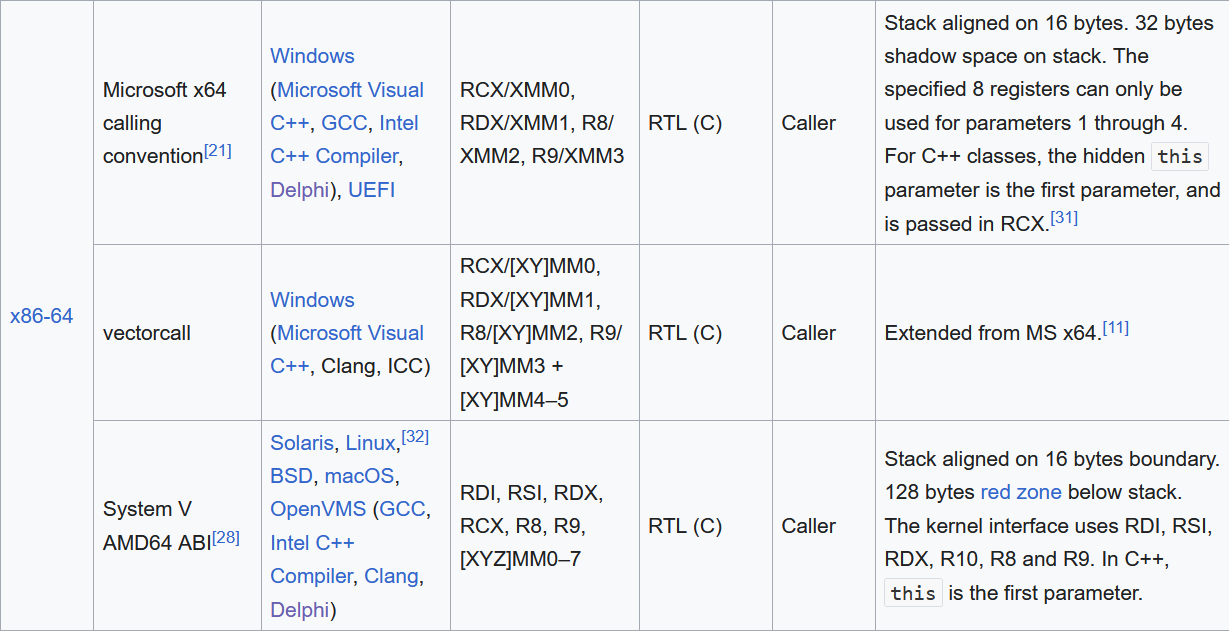 x86-64
Microsoft x64
calling
convention[21]
Windows
(Microsoft Visual
C++, GCC, Intel
C++ Compiler,
Delphi), UEFI
RCX/XMM0,
RDX/XMM1, R8/
XMM2, R9/XMM3
RTL (C)
Caller
Stack aligned on 16 bytes. 32 bytes
shadow space on stack. The
specified 8 registers can only be
used for parameters 1 through 4.
For C++ classes, the hidden this
parameter is the first parameter, and
is passed in RCX.[31]
vectorcall
Windows
(Microsoft Visual
C++, Clang, ICC)
RCX/[XY]MM0,
RDX/[XY]MM1,
R8/[XY]MM2, R9/
[XY]MM3 +
[XY]MM4–5
RTL (C)
Caller
Extended from MS x64.[11]
System V
AMD64 ABI[28]
Solaris, Linux,[32]
BSD, macOS,
OpenVMS (GCC,
Intel C++
Compiler, Clang,
Delphi)
RDI, RSI, RDX,
RCX, R8, R9,
[XYZ]MM0–7
RTL (C)
Caller
Stack aligned on 16 bytes boundary.
128 bytes red zone below stack.
The kernel interface uses RDI, RSI,
RDX, R10, R8 and R9. In C++,
this is the first parameter.